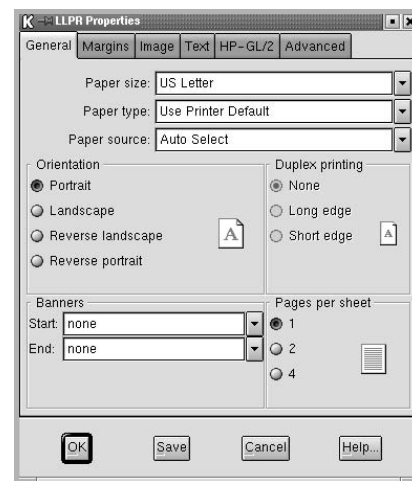 K LLPR Properties
General Margins Image Text HP-GL/2 Advanced
Paper size: US Letter
Paper type: Use Printer Default
Paper source: Auto Select
Orientation
Portrait
Landscape
Reverse landscape
Reverse portrait
A
Duplex printing
None
Long edge
Short edge
A
Banners
Start: none
End: none
Pages per sheet
1
2
4
OK Save Cancel Help...